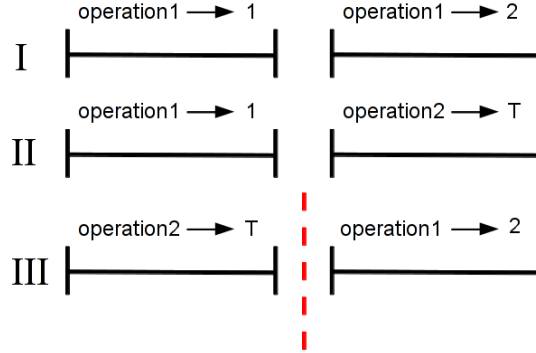 operation1 → 1 operation1 → 2
I
operation1 → 1 operation2 → T
II
operation2 → T operation1 → 2
III